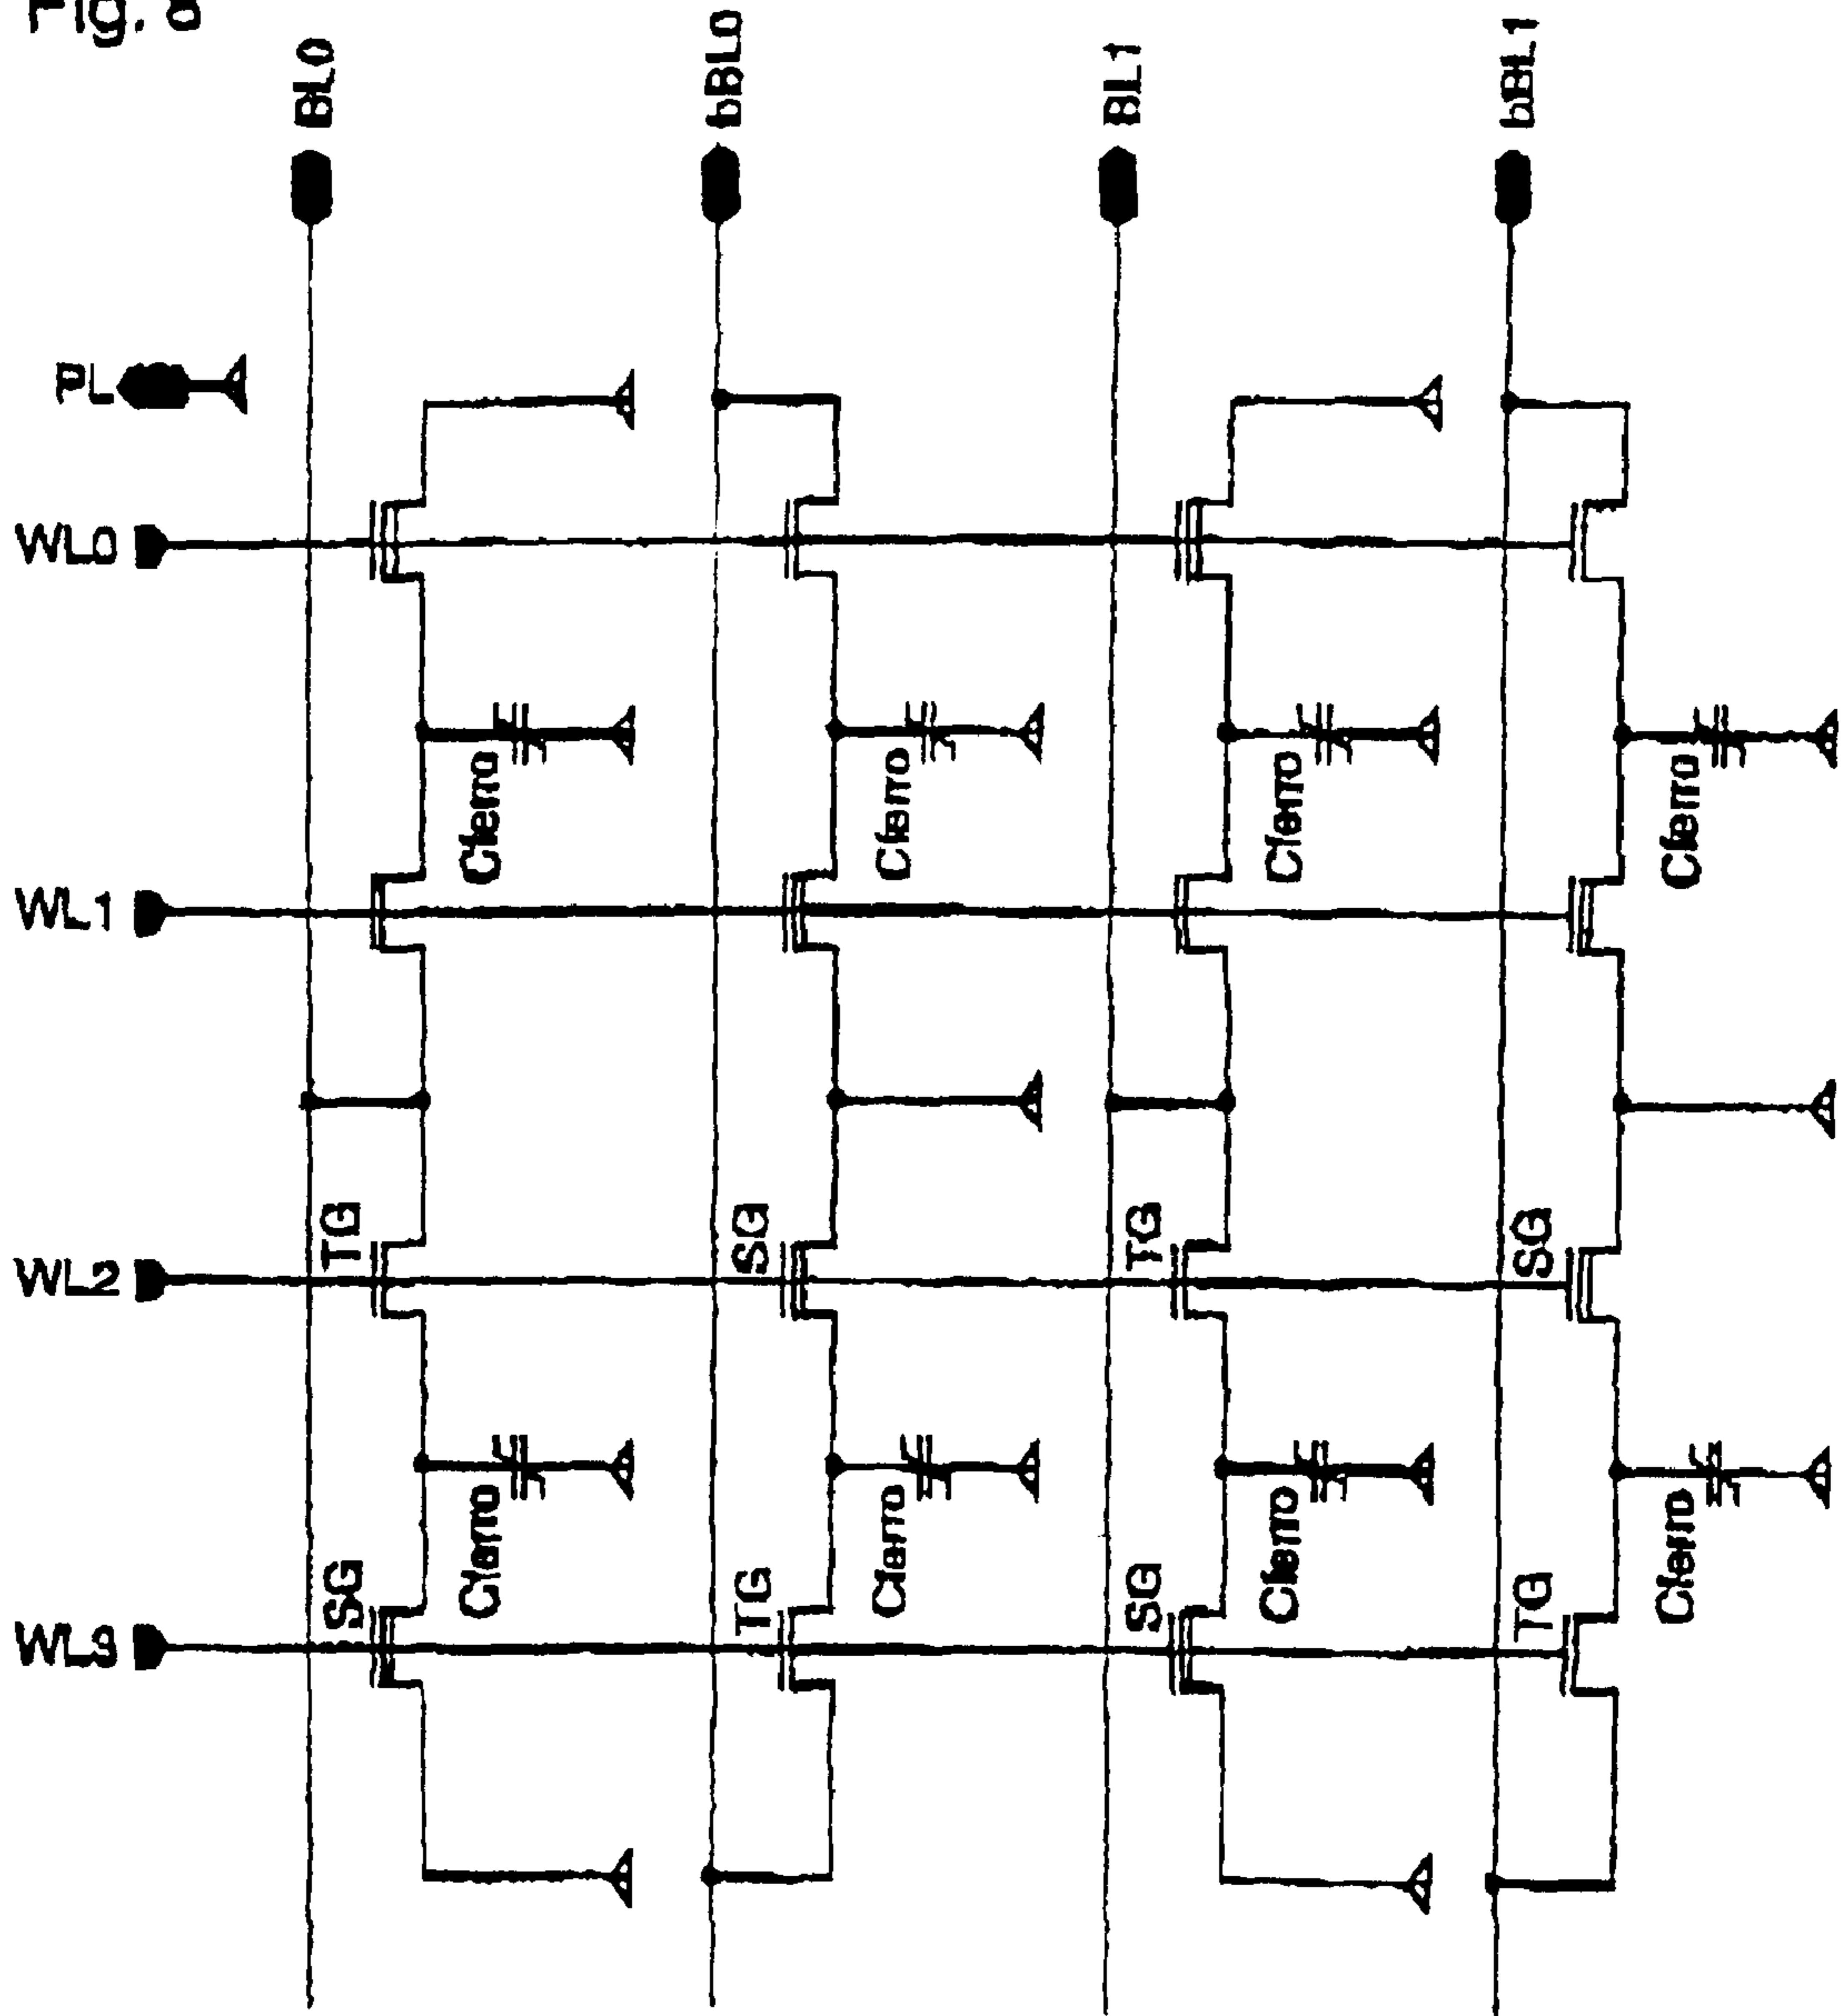 Fig. 8
BL0
bBL0
BL1
bBL1
PL
WL0
Cferro
Cferro
Cferro
Cferro
WL1
TG
SG
TG
SG
WL2
Cferro
Cferro
Cferro
Cferro
SG
TG
SG
TG
WL3